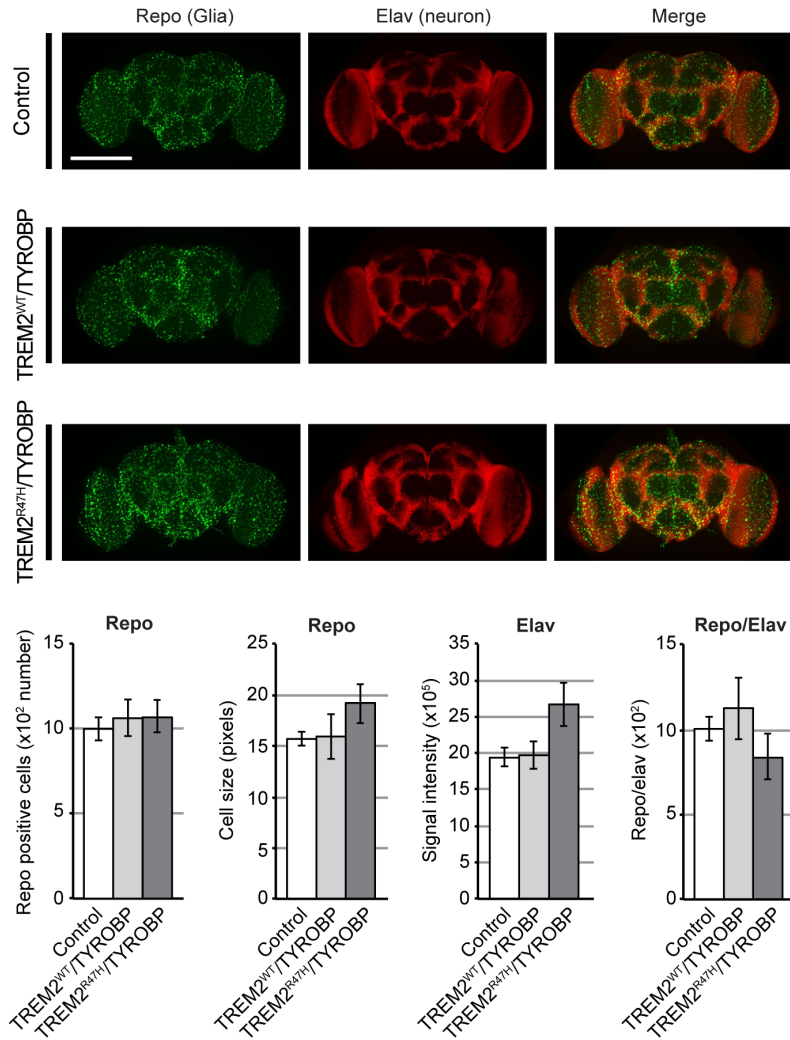 Repo (Glia)
Elav (neuron)
Merge
Control
TREM2WT/TYROBP
TREM2R47H/TYROBP
Repo
Repo positive cells (x10² number)
15
10
5
0
Control
TREM2WT/TYROBP
TREM2R47H/TYROBP
Repo
Cell size (pixels)
25
20
15
10
5
0
Control
TREM2WT/TYROBP
TREM2R47H/TYROBP
Elav
Signal intensity (x10⁵)
35
30
25
20
15
10
5
0
Control
TREM2WT/TYROBP
TREM2R47H/TYROBP
Repo/Elav
Repo/elav (x10²)
15
10
5
0
Control
TREM2WT/TYROBP
TREM2R47H/TYROBP